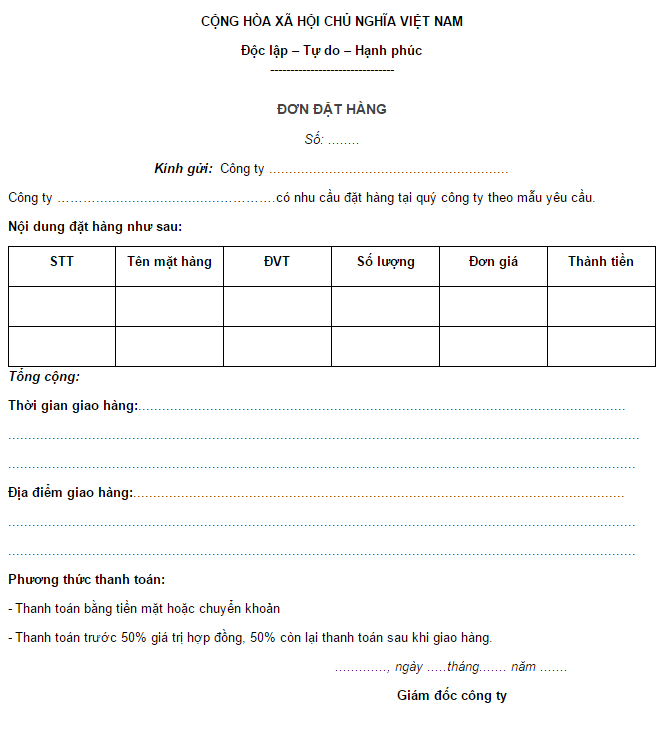 CỘNG HÒA XÃ HỘI CHỦ NGHĨA VIỆT NAM
Độc lập – Tự do – Hạnh phúc
-------------------------------
ĐƠN ĐẶT HÀNG
Số: ........
Kính gửi: Công ty ............................................................
Công ty ……………………………………………có nhu cầu đặt hàng tại quý công ty theo mẫu yêu cầu.
Nội dung đặt hàng như sau:
STT Tên mặt hàng ĐVT Số lượng Đơn giá Thành tiền
Tổng cộng:
Thời gian giao hàng:..........................................................................................................................
..............................................................................................................................................................
.............................................................................................................................................................
Địa điểm giao hàng:...........................................................................................................................
.............................................................................................................................................................
.............................................................................................................................................................
Phương thức thanh toán:
- Thanh toán bằng tiền mặt hoặc chuyển khoản
- Thanh toán trước 50% giá trị hợp đồng, 50% còn lại thanh toán sau khi giao hàng.
............., ngày .....tháng....... năm .......
Giám đốc công ty